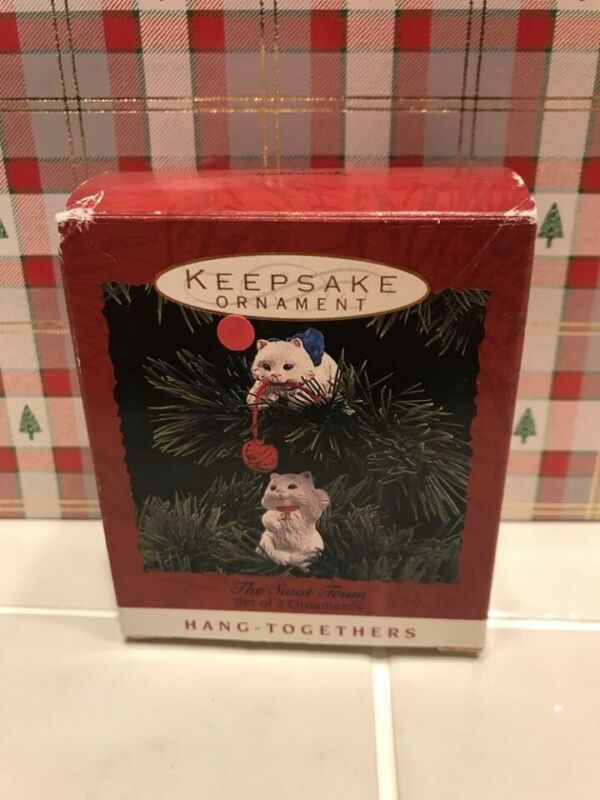 KEEPSAKE
ORNAMENT
The Swat Team
Set of 2 Ornaments
HANG-TOGETHERS